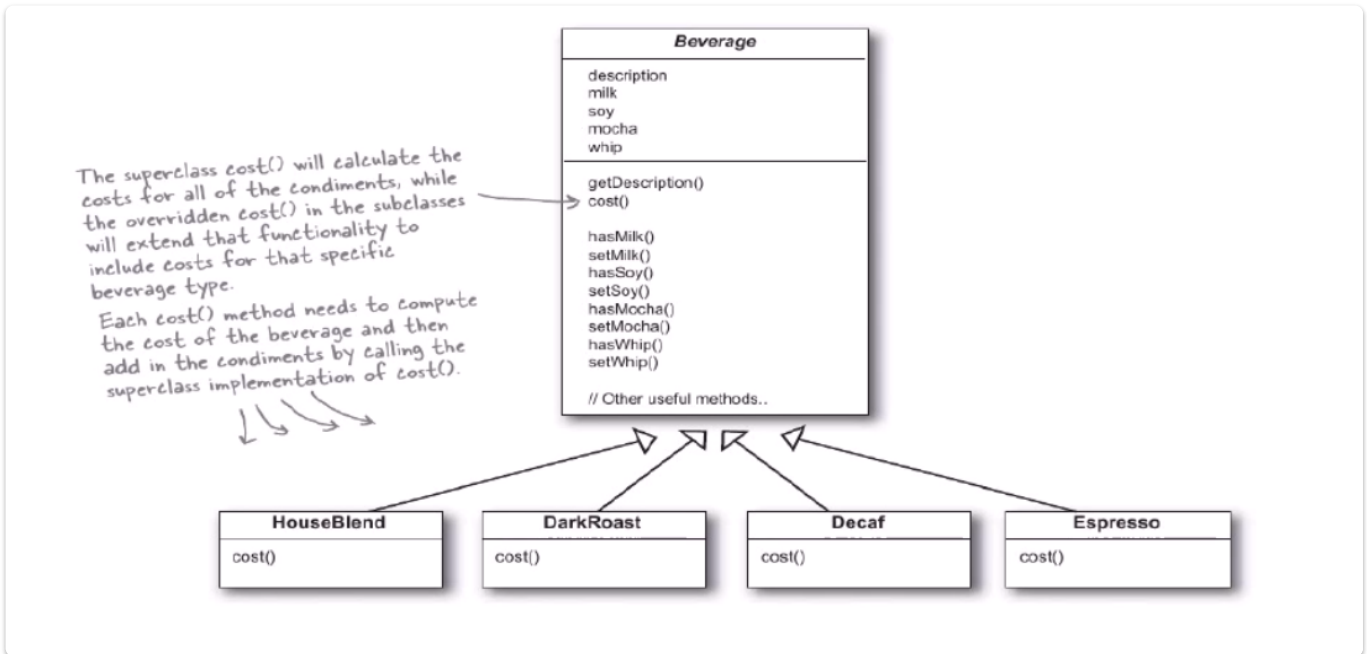 Beverage
description
milk
soy
mocha
whip
The superclass cost() will calculate the
costs for all of the condiments, while
the overridden cost() in the subclasses
will extend that functionality to
include costs for that specific
beverage type.
Each cost() method needs to compute
the cost of the beverage and then
add in the condiments by calling the
superclass implementation of cost().
getDescription()
cost()
hasMilk()
setMilk()
hasSoy()
setSoy()
hasMocha()
setMocha()
hasWhip()
setWhip()
// Other useful methods..
HouseBlend
cost()
DarkRoast
cost()
Decaf
cost()
Espresso
cost()